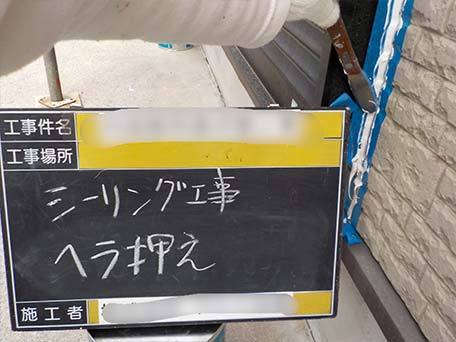 工事件名
工事場所
シーリング工事
ヘラ押え
施工者